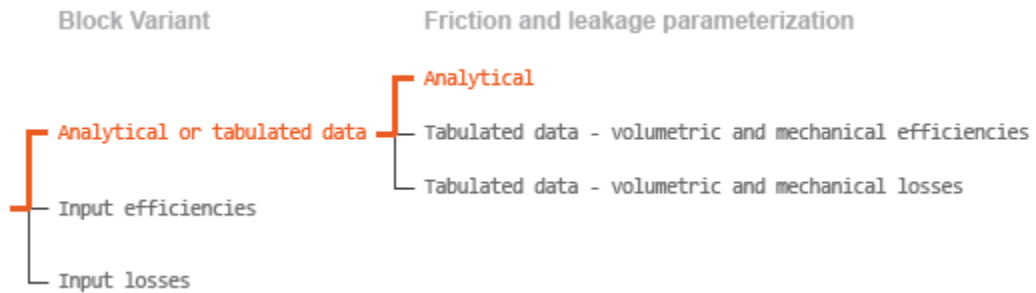 Block Variant
Friction and leakage parameterization
Analytical
Analytical or tabulated data
Tabulated data - volumetric and mechanical efficiencies
Tabulated data - volumetric and mechanical losses
Input efficiencies
Input losses